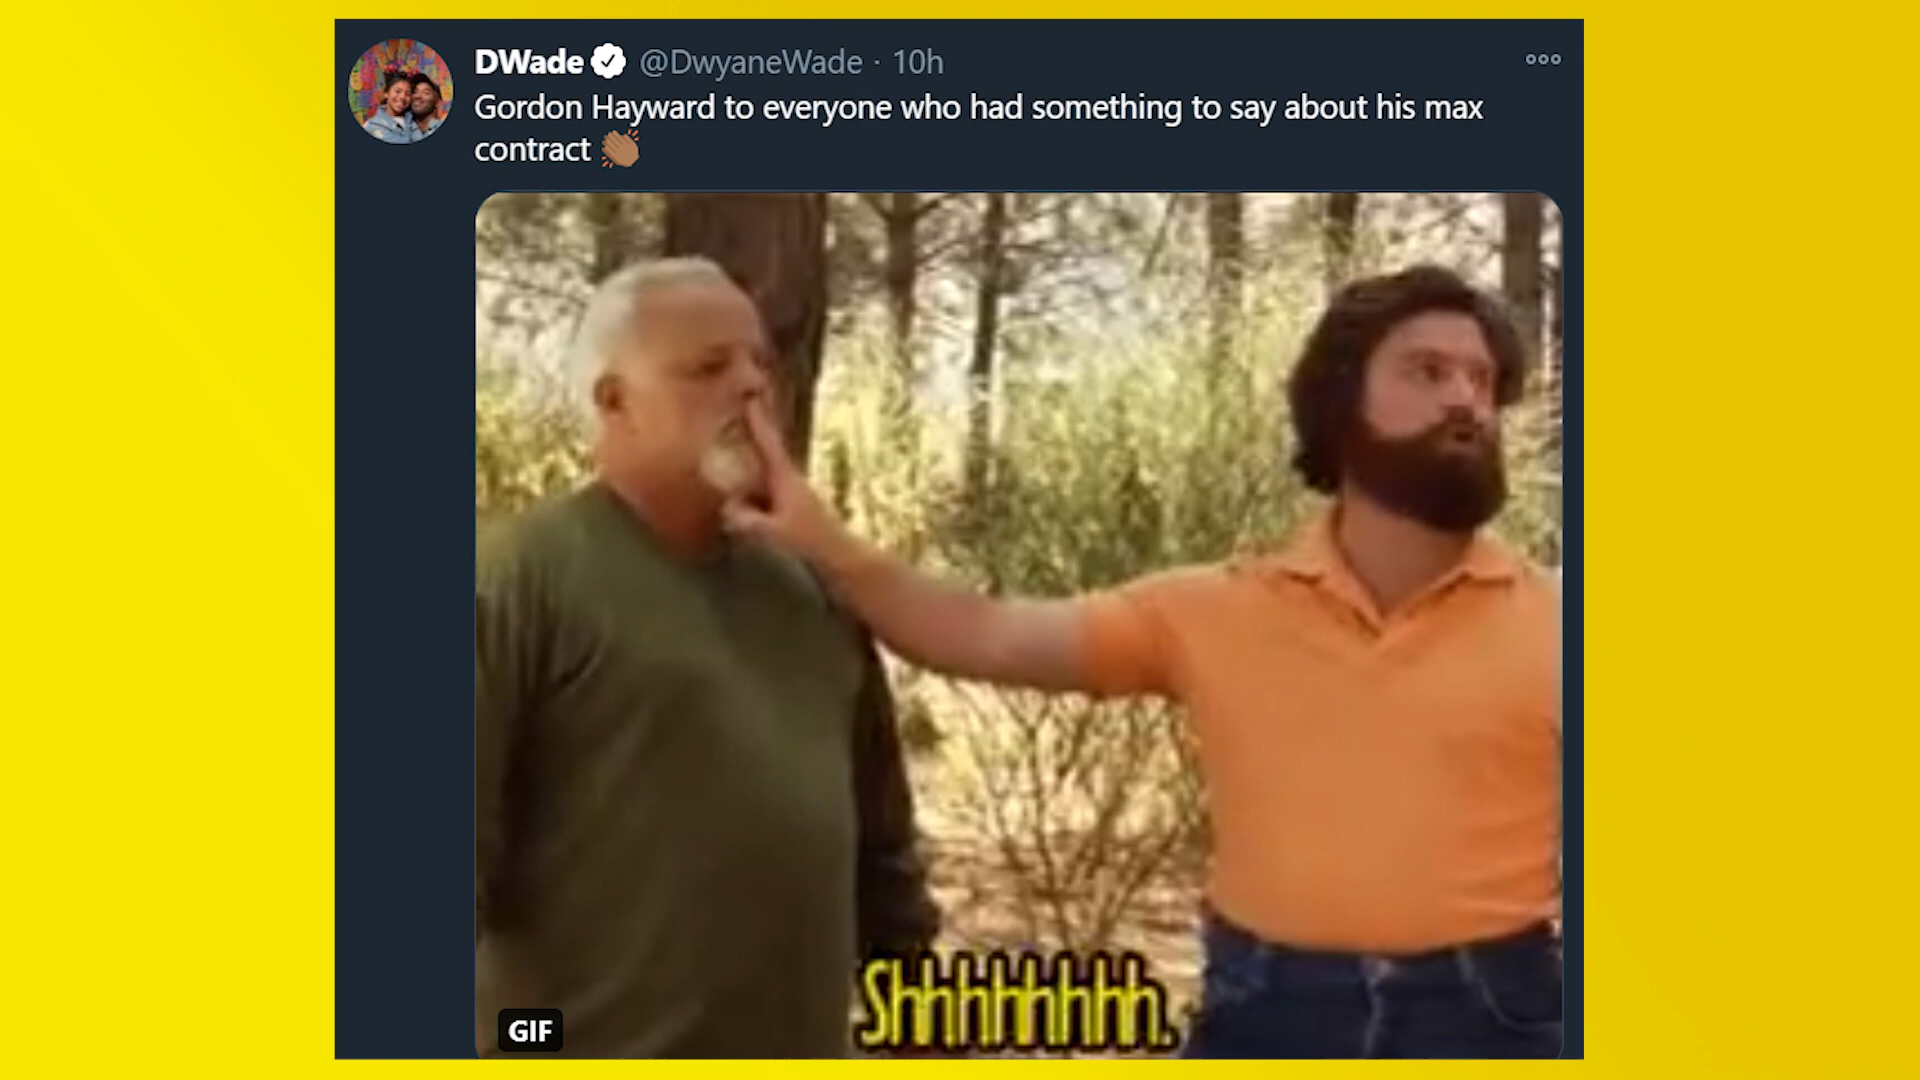 DWade @DwyaneWade · 10h
Gordon Hayward to everyone who had something to say about his max
contract 👏🏽
Shhhhhhhh.
GIF